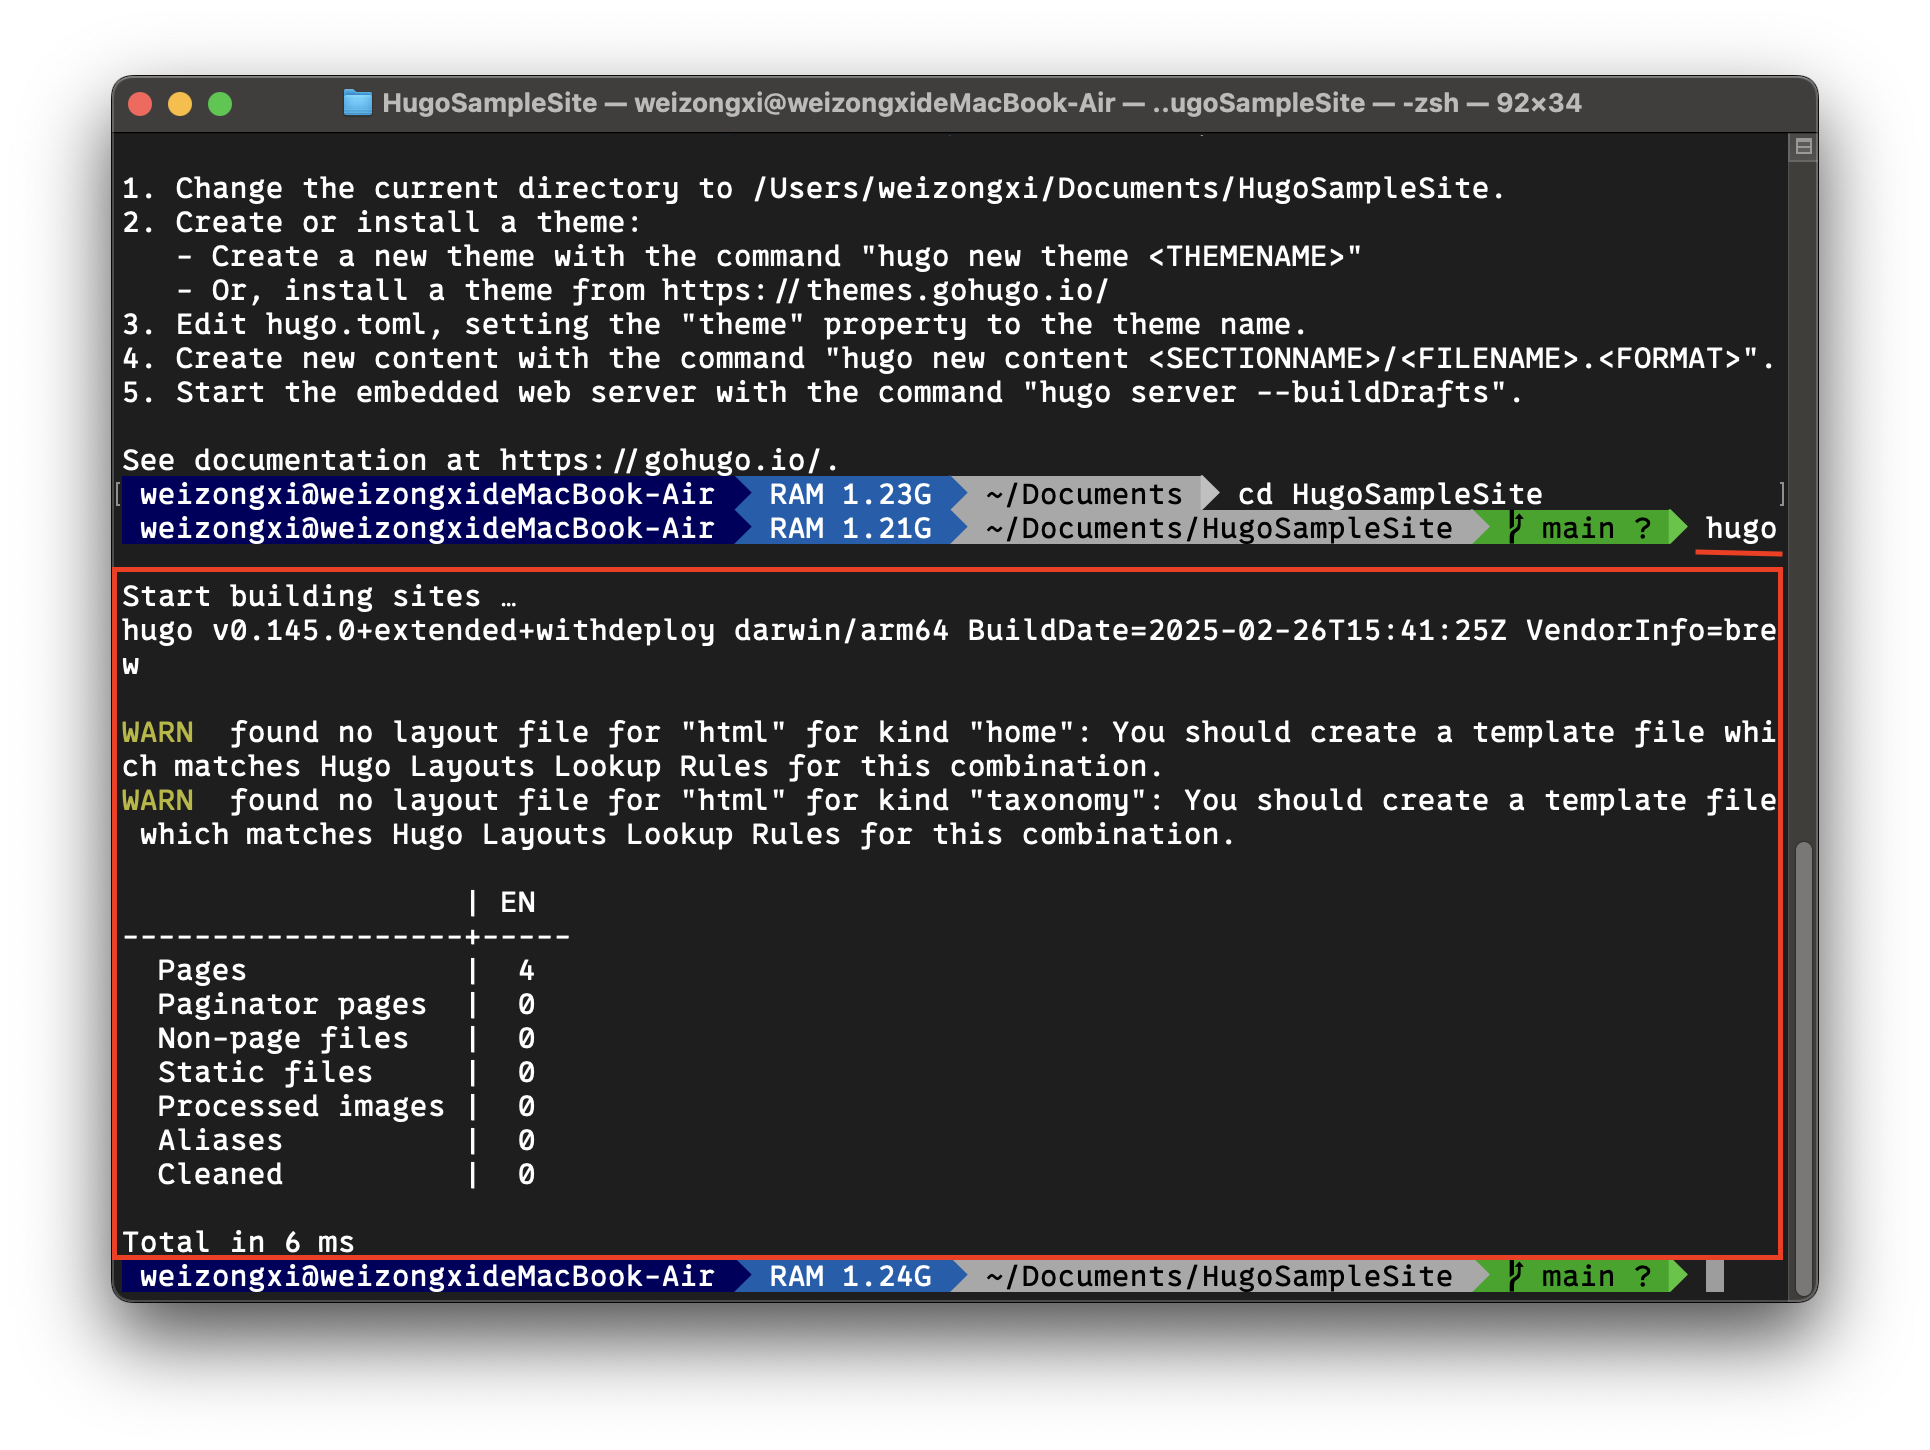 HugoSampleSite — weizongxi@weizongxideMacBook-Air — ..ugoSampleSite — -zsh — 92×34
1. Change the current directory to /Users/weizongxi/Documents/HugoSampleSite.
2. Create or install a theme:
   - Create a new theme with the command "hugo new theme <THEMENAME>"
   - Or, install a theme from https://themes.gohugo.io/
3. Edit hugo.toml, setting the "theme" property to the theme name.
4. Create new content with the command "hugo new content <SECTIONNAME>/<FILENAME>.<FORMAT>".
5. Start the embedded web server with the command "hugo server --buildDrafts".
See documentation at https://gohugo.io/.
[ weizongxi@weizongxideMacBook-Air RAM 1.23G ~/Documents cd HugoSampleSite ]
weizongxi@weizongxideMacBook-Air RAM 1.21G ~/Documents/HugoSampleSite main ? hugo
Start building sites …
hugo v0.145.0+extended+withdeploy darwin/arm64 BuildDate=2025-02-26T15:41:25Z VendorInfo=bre
w
WARN  found no layout file for "html" for kind "home": You should create a template file whi
ch matches Hugo Layouts Lookup Rules for this combination.
WARN  found no layout file for "html" for kind "taxonomy": You should create a template file
 which matches Hugo Layouts Lookup Rules for this combination.
                   | EN
-------------------+-----
  Pages            |  4
  Paginator pages  |  0
  Non-page files   |  0
  Static files     |  0
  Processed images |  0
  Aliases          |  0
  Cleaned          |  0
Total in 6 ms
weizongxi@weizongxideMacBook-Air RAM 1.24G ~/Documents/HugoSampleSite main ?